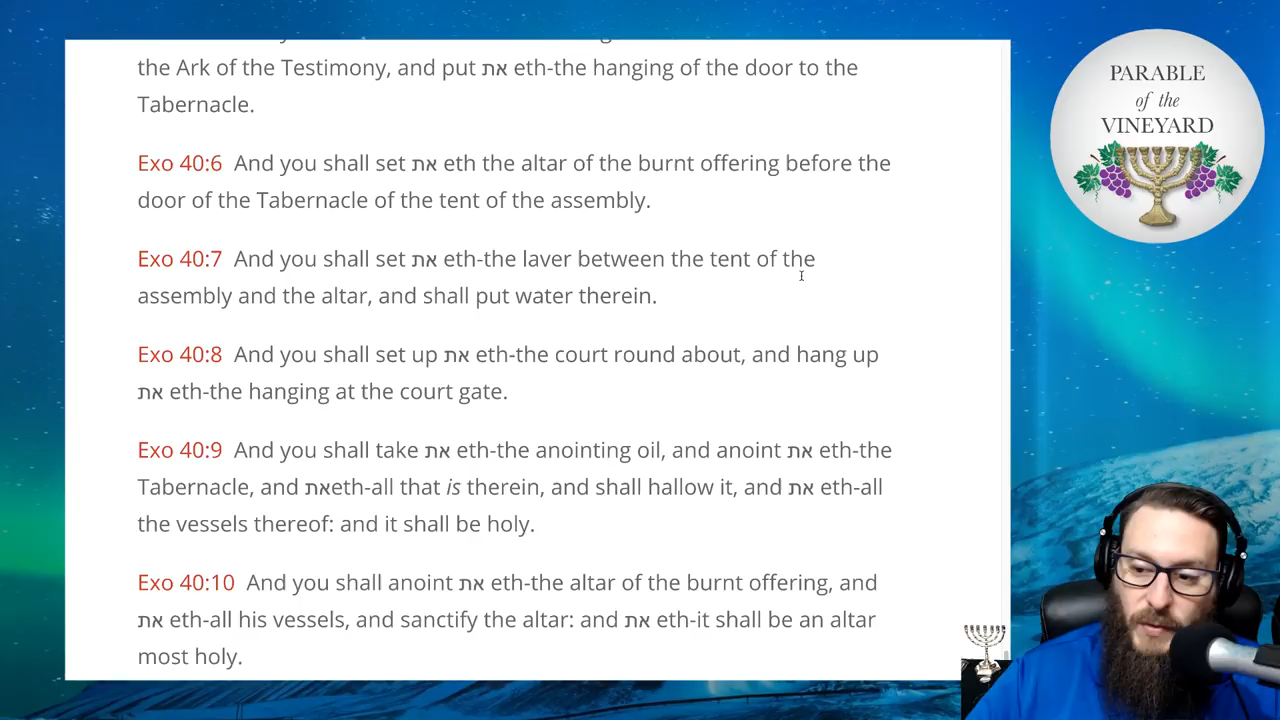 the Ark of the Testimony, and put את eth-the hanging of the door to the
Tabernacle.
Exo 40:6 And you shall set את eth the altar of the burnt offering before the
door of the Tabernacle of the tent of the assembly.
Exo 40:7 And you shall set את eth-the laver between the tent of the
assembly and the altar, and shall put water therein.
Exo 40:8 And you shall set up את eth-the court round about, and hang up
את eth-the hanging at the court gate.
Exo 40:9 And you shall take את eth-the anointing oil, and anoint את eth-the
Tabernacle, and אתeth-all that is therein, and shall hallow it, and את eth-all
the vessels thereof: and it shall be holy.
Exo 40:10 And you shall anoint את eth-the altar of the burnt offering, and
את eth-all his vessels, and sanctify the altar: and את eth-it shall be an altar
most holy.
PARABLE
of the
VINEYARD